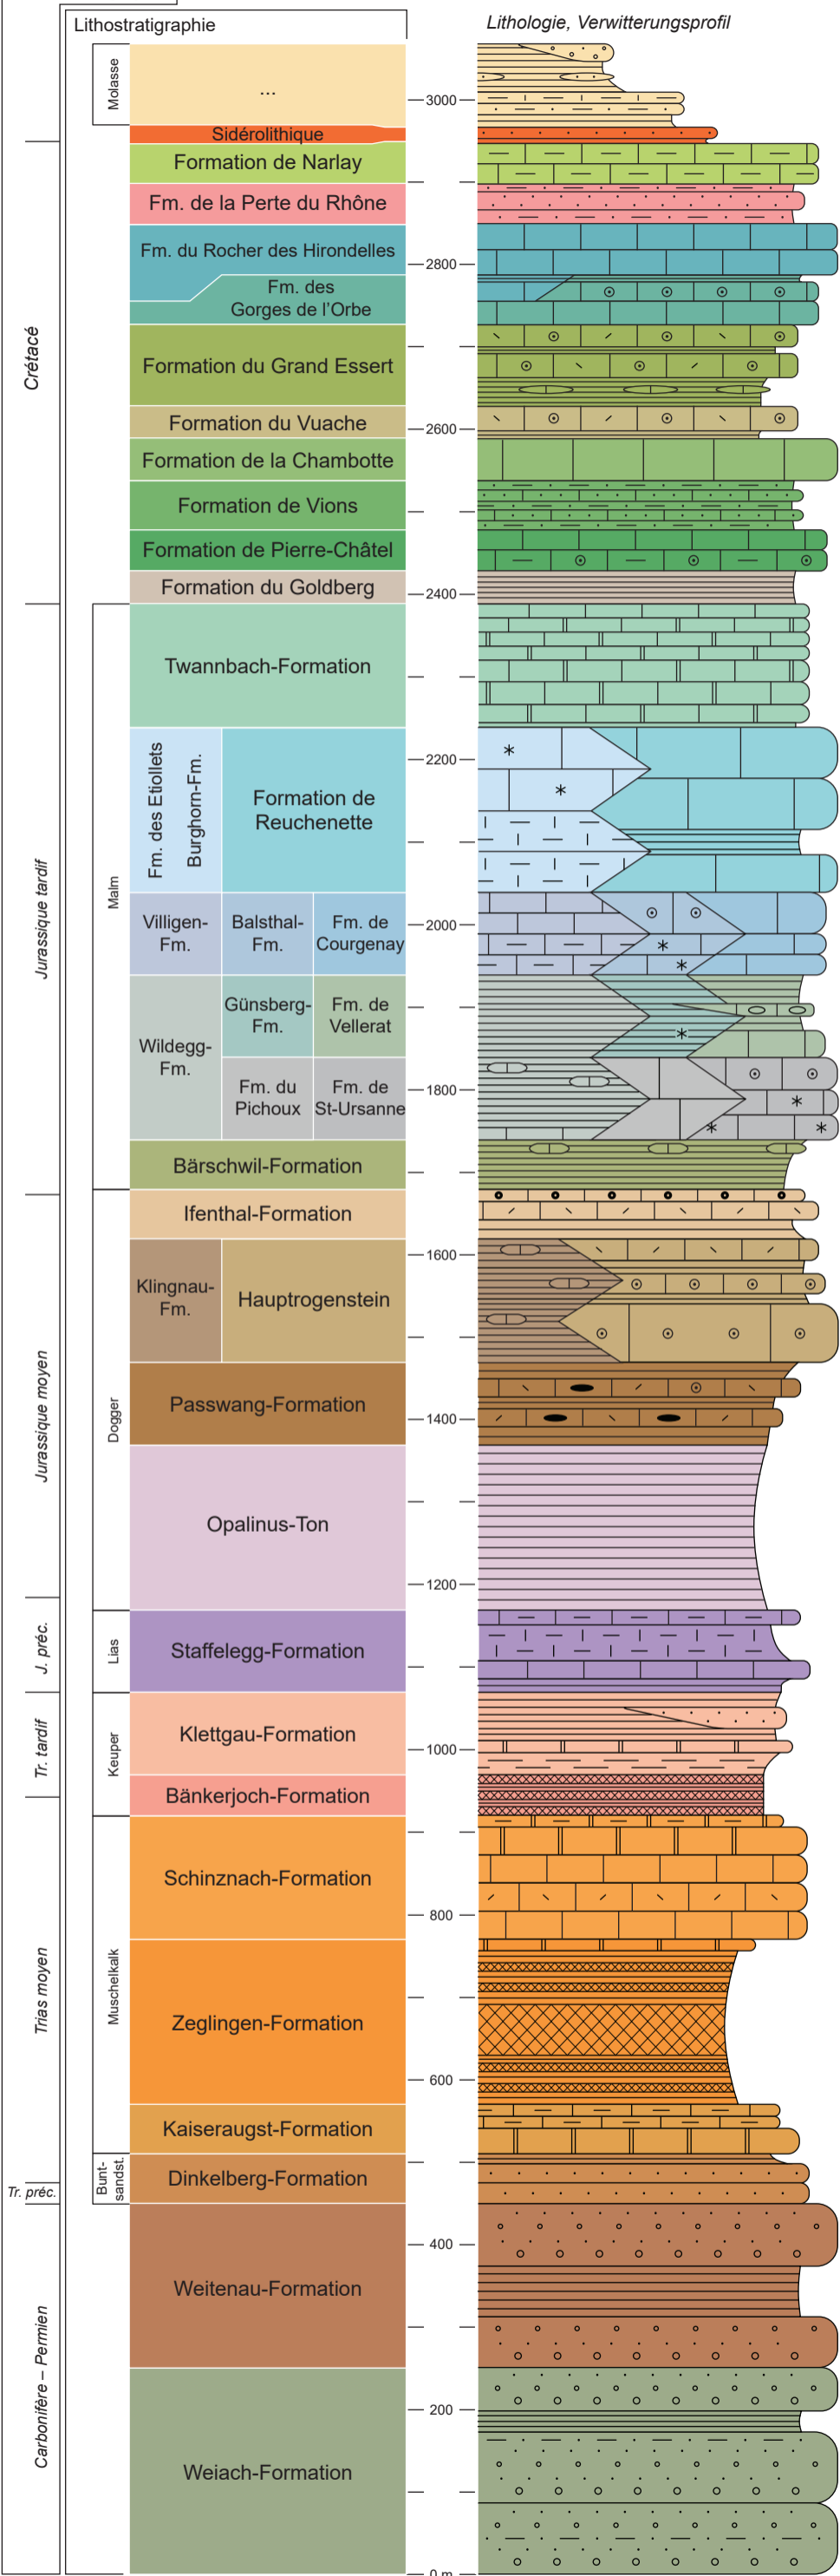 Lithostratigraphie
Lithologie, Verwitterungsprofil
Molasse
...
3000
Sidérolithique
Formation de Narlay
Fm. de la Perte du Rhône
Fm. du Rocher des Hirondelles
2800
Fm. des
Gorges de l’Orbe
Crétacé
Formation du Grand Essert
Formation du Vuache
2600
Formation de la Chambotte
Formation de Vions
Formation de Pierre-Châtel
Formation du Goldberg
2400
Twannbach-Formation
Jurassique tardif
Malm
Fm. des Etiollets
Burghorn-Fm.
Formation de
Reuchenette
2200
Villigen-
Fm.
Balsthal-
Fm.
Fm. de
Courgenay
2000
Wildegg-
Fm.
Günsberg-
Fm.
Fm. de
Vellerat
Fm. du
Pichoux
Fm. de
St-Ursanne
1800
Bärschwil-Formation
Jurassique moyen
Dogger
Ifenthal-Formation
1600
Klingnau-
Fm.
Hauptrogenstein
Passwang-Formation
1400
Opalinus-Ton
1200
J. préc.
Lias
Staffelegg-Formation
Tr. tardif
Keuper
Klettgau-Formation
1000
Bänkerjoch-Formation
Trias moyen
Muschelkalk
Schinznach-Formation
800
Zeglingen-Formation
600
Kaiseraugst-Formation
Tr. préc.
Bunt-
sandst.
Dinkelberg-Formation
400
Weitenau-Formation
Carbonifère – Permien
200
Weiach-Formation
0 m